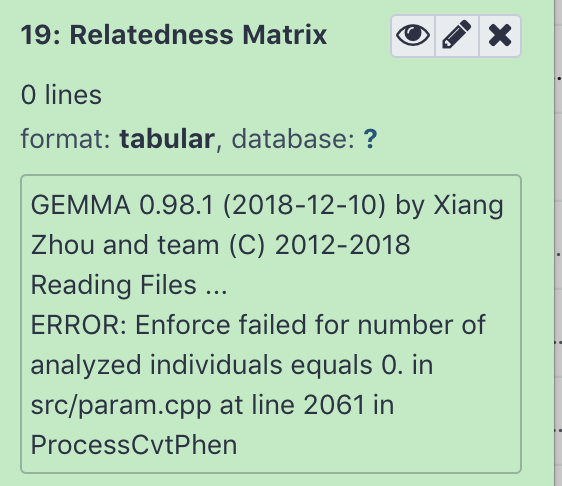 19: Relatedness Matrix
0 lines
format: tabular, database: ?
GEMMA 0.98.1 (2018-12-10) by Xiang
Zhou and team (C) 2012-2018
Reading Files ...
ERROR: Enforce failed for number of
analyzed individuals equals 0. in
src/param.cpp at line 2061 in
ProcessCvtPhen